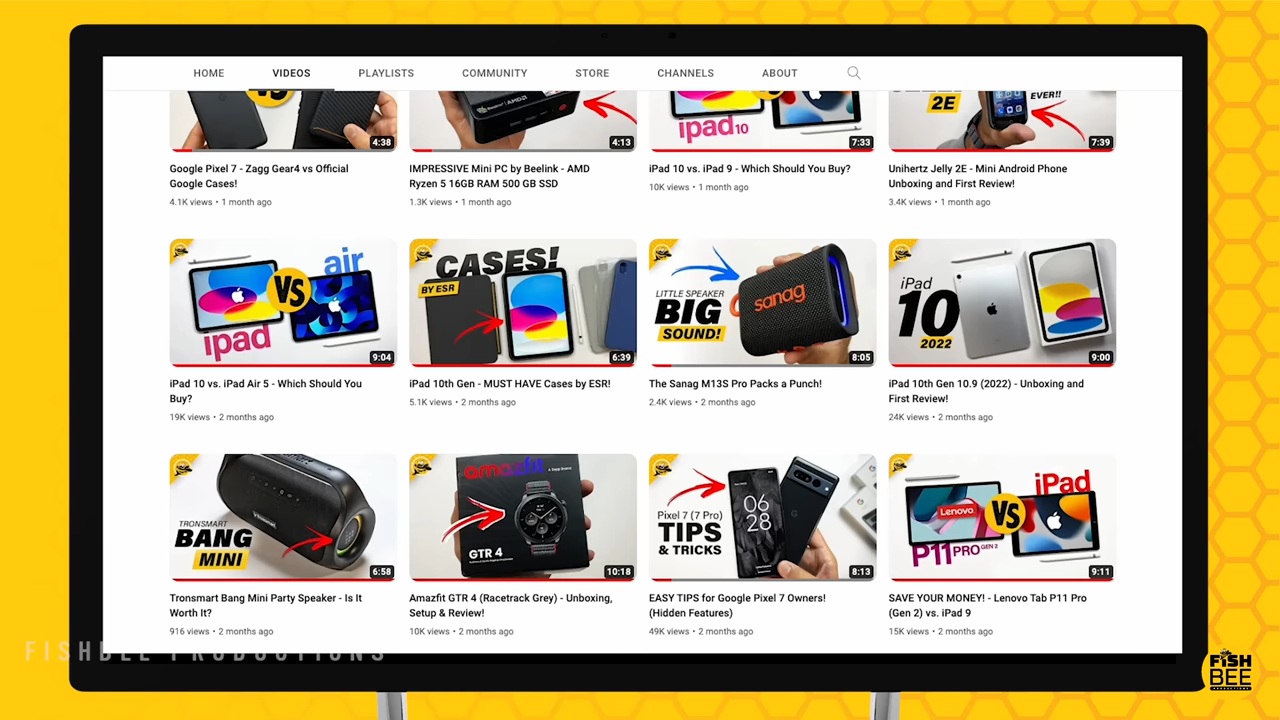 HOME VIDEOS PLAYLISTS COMMUNITY STORE CHANNELS ABOUT
VS
4:38
AMD
4:13
ipad 10
7:33
2E
EVER!!
7:39
Google Pixel 7 - Zagg Gear4 vs Official
Google Cases!
4.1K views • 1 month ago
IMPRESSIVE Mini PC by Beelink - AMD
Ryzen 5 16GB RAM 500 GB SSD
1.3K views • 1 month ago
iPad 10 vs. iPad 9 - Which Should You Buy?
10K views • 1 month ago
Unihertz Jelly 2E - Mini Android Phone
Unboxing and First Review!
3.4K views • 1 month ago
air
VS
ipad
9:04
CASES!
BY ESR
6:39
LITTLE SPEAKER
BIG
SOUND!
sanag
8:05
iPad
10
2022
9:00
iPad 10 vs. iPad Air 5 - Which Should You
Buy?
19K views • 2 months ago
iPad 10th Gen - MUST HAVE Cases by ESR!
5.1K views • 2 months ago
The Sanag M13S Pro Packs a Punch!
2.4K views • 2 months ago
iPad 10th Gen 10.9 (2022) - Unboxing and
First Review!
24K views • 2 months ago
TRONSMART
BANG
MINI
6:58
amazfit
GTR 4
10:18
06
28
Pixel 7 (7 Pro)
TIPS
& TRICKS
8:13
iPad
Lenovo
VS
P11 PRO GEN 2
9:11
Tronsmart Bang Mini Party Speaker - Is It
Worth It?
916 views • 2 months ago
Amazfit GTR 4 (Racetrack Grey) - Unboxing,
Setup & Review!
10K views • 2 months ago
EASY TIPS for Google Pixel 7 Owners!
(Hidden Features)
49K views • 2 months ago
SAVE YOUR MONEY! - Lenovo Tab P11 Pro
(Gen 2) vs. iPad 9
15K views • 2 months ago
FISHBEE PRODUCTIONS
FISH
BEE
PRODUCTIONS